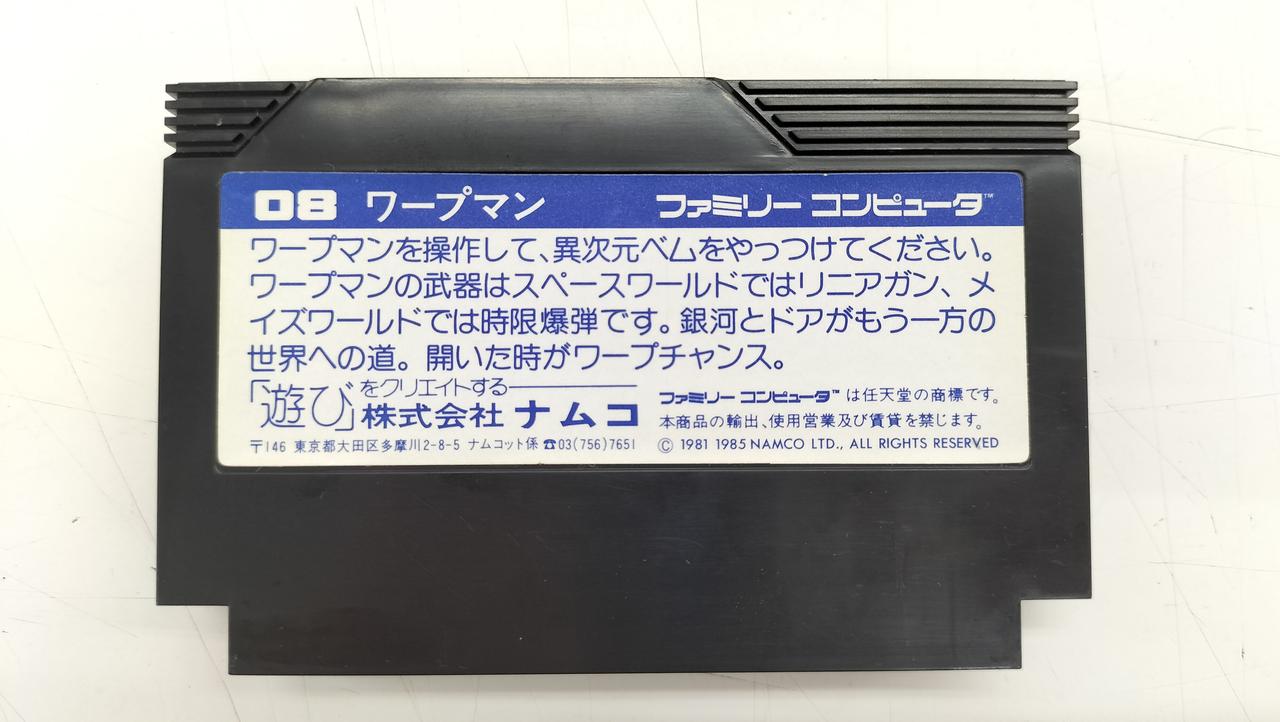 08 ワープマン ファミリー コンピュータ™
ワープマンを操作して、異次元ベムをやっつけてください。
ワープマンの武器はスペースワールドではリニアガン、メ
イズワールドでは時限爆弾です。銀河とドアがもう一方の
世界への道。開いた時がワープチャンス。
「遊び」をクリエイトする
株式会社 ナムコ
〒146 東京都大田区多摩川2-8-5 ナムコット係 ☎03(756)7651
ファミリー コンピュータ™ は任天堂の商標です。
本商品の輸出、使用営業及び賃貸を禁じます。
© 1981 1985 NAMCO LTD., ALL RIGHTS RESERVED